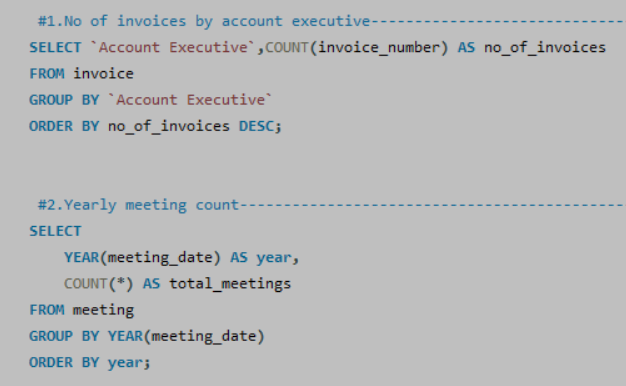 #1.No of invoices by account executive-----------------------------
SELECT `Account Executive`,COUNT(invoice_number) AS no_of_invoices
FROM invoice
GROUP BY `Account Executive`
ORDER BY no_of_invoices DESC;
#2.Yearly meeting count--------------------------------------------
SELECT
YEAR(meeting_date) AS year,
COUNT(*) AS total_meetings
FROM meeting
GROUP BY YEAR(meeting_date)
ORDER BY year;